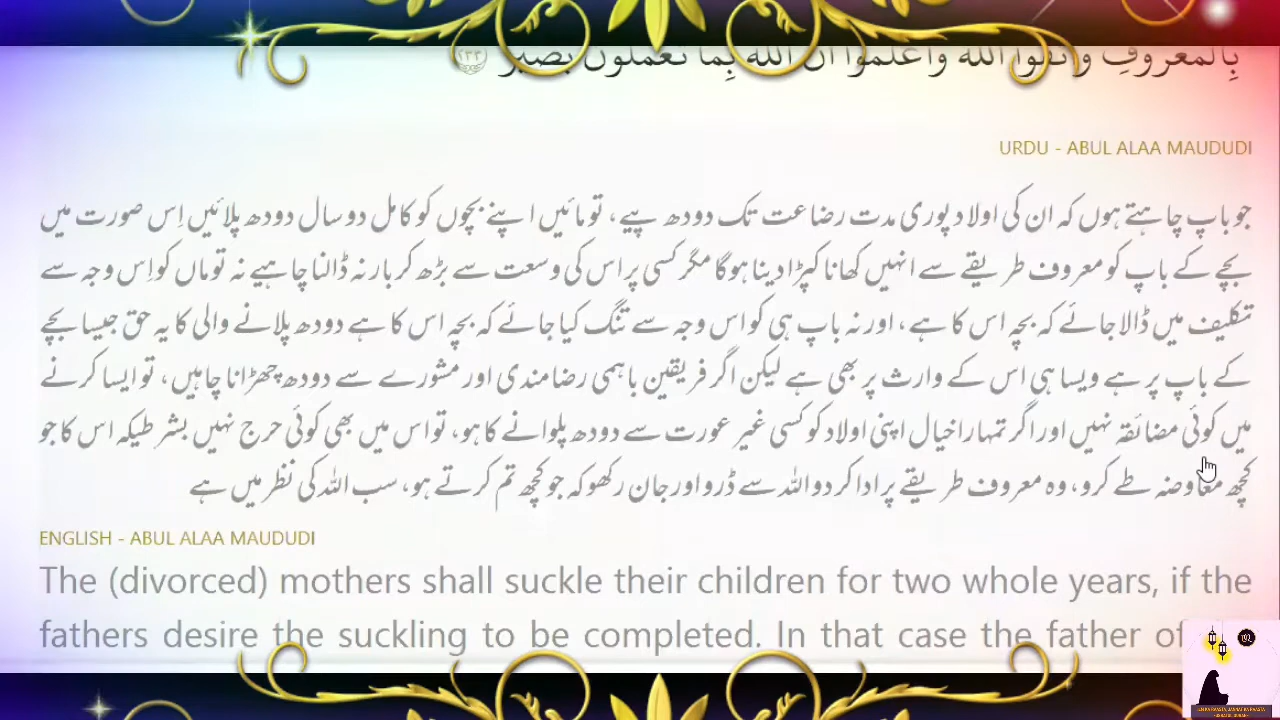 بِالْمَعْرُوفِ وَاتَّقُوا اللَّهَ وَاعْلَمُوا أَنَّ اللَّهَ بِمَا تَعْمَلُونَ بَصِيرٌ ﴿٢٣٣﴾
URDU - ABUL ALAA MAUDUDI
جو باپ چاہتے ہوں کہ ان کی اولاد پوری مدت رضاعت تک دودھ پیے، تو مائیں اپنے بچوں کو کامل دو سال دودھ پلائیں اِس صورت میں
بچے کے باپ کو معروف طریقے سے انہیں کھانا کپڑا دینا ہوگا مگر کسی پر اس کی وسعت سے بڑھ کر بار نہ ڈالنا چاہیے نہ تو ماں کو اِس وجہ سے
تکلیف میں ڈالا جائے کہ بچہ اس کا ہے، اور نہ باپ ہی کو اس وجہ سے تنگ کیا جائے کہ بچہ اس کا ہے دودھ پلانے والی کا یہ حق جیسا بچے
کے باپ پر ہے ویسا ہی اس کے وارث پر بھی ہے لیکن اگر فریقین باہمی رضامندی اور مشورے سے دودھ چھڑانا چاہیں، تو ایسا کرنے
میں کوئی مضائقہ نہیں اور اگر تمہارا خیال اپنی اولاد کو کسی غیر عورت سے دودھ پلوانے کا ہو، تو اس میں بھی کوئی حرج نہیں بشرطیکہ اس کا جو
کچھ معاوضہ طے کرو، وہ معروف طریقے پر ادا کر دو اللہ سے ڈرو اور جان رکھو کہ جو کچھ تم کرتے ہو، سب اللہ کی نظر میں ہے
ENGLISH - ABUL ALAA MAUDUDI
The (divorced) mothers shall suckle their children for two whole years, if the
fathers desire the suckling to be completed. In that case the father of